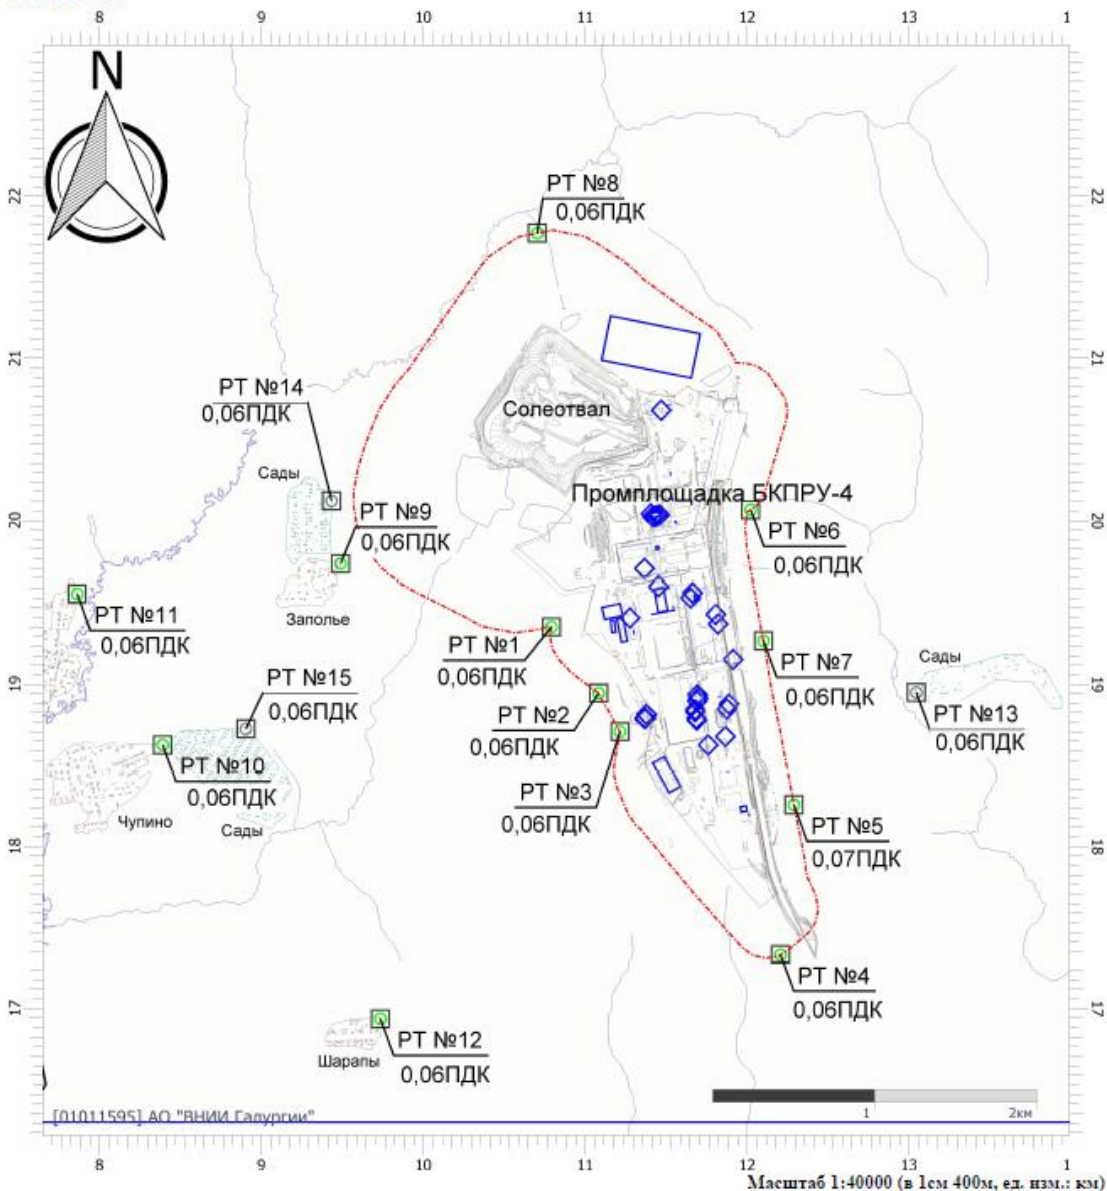 8 9 10 11 12 13 1
N
22 22
РТ №8
0,06ПДК
21 21
РТ №14
0,06ПДК
Солеотвал
Сады
Промплощадка БКПРУ-4
20 20
РТ №9
0,06ПДК
РТ №6
0,06ПДК
РТ №11
0,06ПДК
Заполье
РТ №1
0,06ПДК
РТ №7
0,06ПДК
Сады
19 19
РТ №15
0,06ПДК
РТ №2
0,06ПДК
РТ №13
0,06ПДК
РТ №10
0,06ПДК
РТ №3
0,06ПДК
Чупино
Сады
РТ №5
0,07ПДК
18 18
РТ №4
0,06ПДК
17 17
РТ №12
0,06ПДК
Шарапы
[01011595] АО "ВНИИ Галургии"
1 2км
8 9 10 11 12 13 1
Масштаб 1:40000 (в 1см 400м, ед. изм.: км)